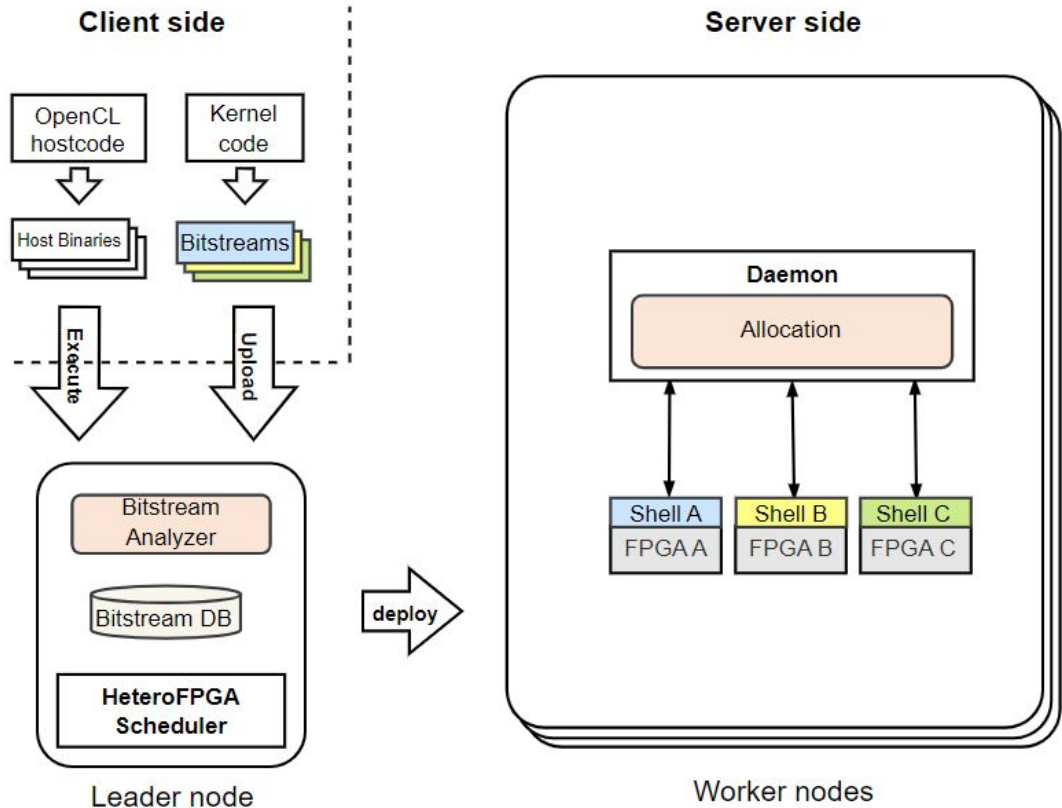 Client side
Server side
OpenCL
hostcode
Kernel
code
Host Binaries
Bitstreams
Execute
Upload
Bitstream
Analyzer
Bitstream DB
HeteroFPGA
Scheduler
Leader node
deploy
Daemon
Allocation
Shell A
FPGA A
Shell B
FPGA B
Shell C
FPGA C
Worker nodes